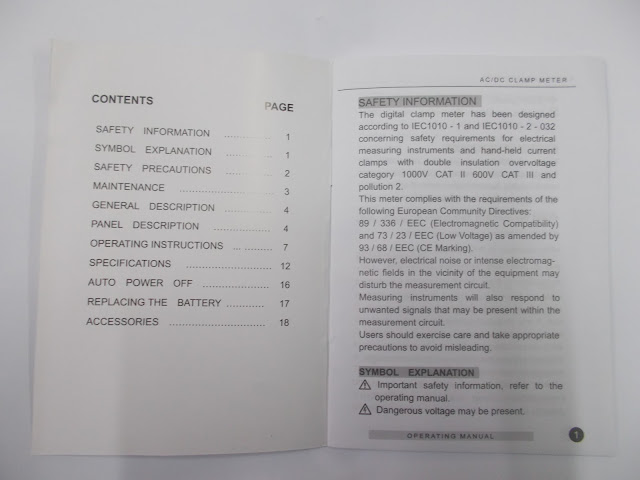 CONTENTS
PAGE
SAFETY INFORMATION ............... 1
SYMBOL EXPLANATION ............ 1
SAFETY PRECAUTIONS ............ 2
MAINTENANCE ............................... 3
GENERAL DESCRIPTION ............... 4
PANEL DESCRIPTION ................... 4
OPERATING INSTRUCTIONS ... ......... 7
SPECIFICATIONS ............................ 12
AUTO POWER OFF ...................... 16
REPLACING THE BATTERY ............ 17
ACCESSORIES ................................ 18
AC/DC CLAMP METER
SAFETY INFORMATION
The digital clamp meter has been designed
according to IEC1010 - 1 and IEC1010 - 2 - 032
concerning safety requirements for electrical
measuring instruments and hand-held current
clamps with double insulation overvoltage
category 1000V CAT II 600V CAT III and
pollution 2.
This meter complies with the requirements of the
following European Community Directives:
89 / 336 / EEC (Electromagnetic Compatibility)
and 73 / 23 / EEC (Low Voltage) as amended by
93 / 68 / EEC (CE Marking).
However, electrical noise or intense electromag-
netic fields in the vicinity of the equipment may
disturb the measurement circuit.
Measuring instruments will also respond to
unwanted signals that may be present within the
measurement circuit.
Users should exercise care and take appropriate
precautions to avoid misleading.
SYMBOL EXPLANATION
Important safety information, refer to the
operating manual.
Dangerous voltage may be present.
OPERATING MANUAL
1